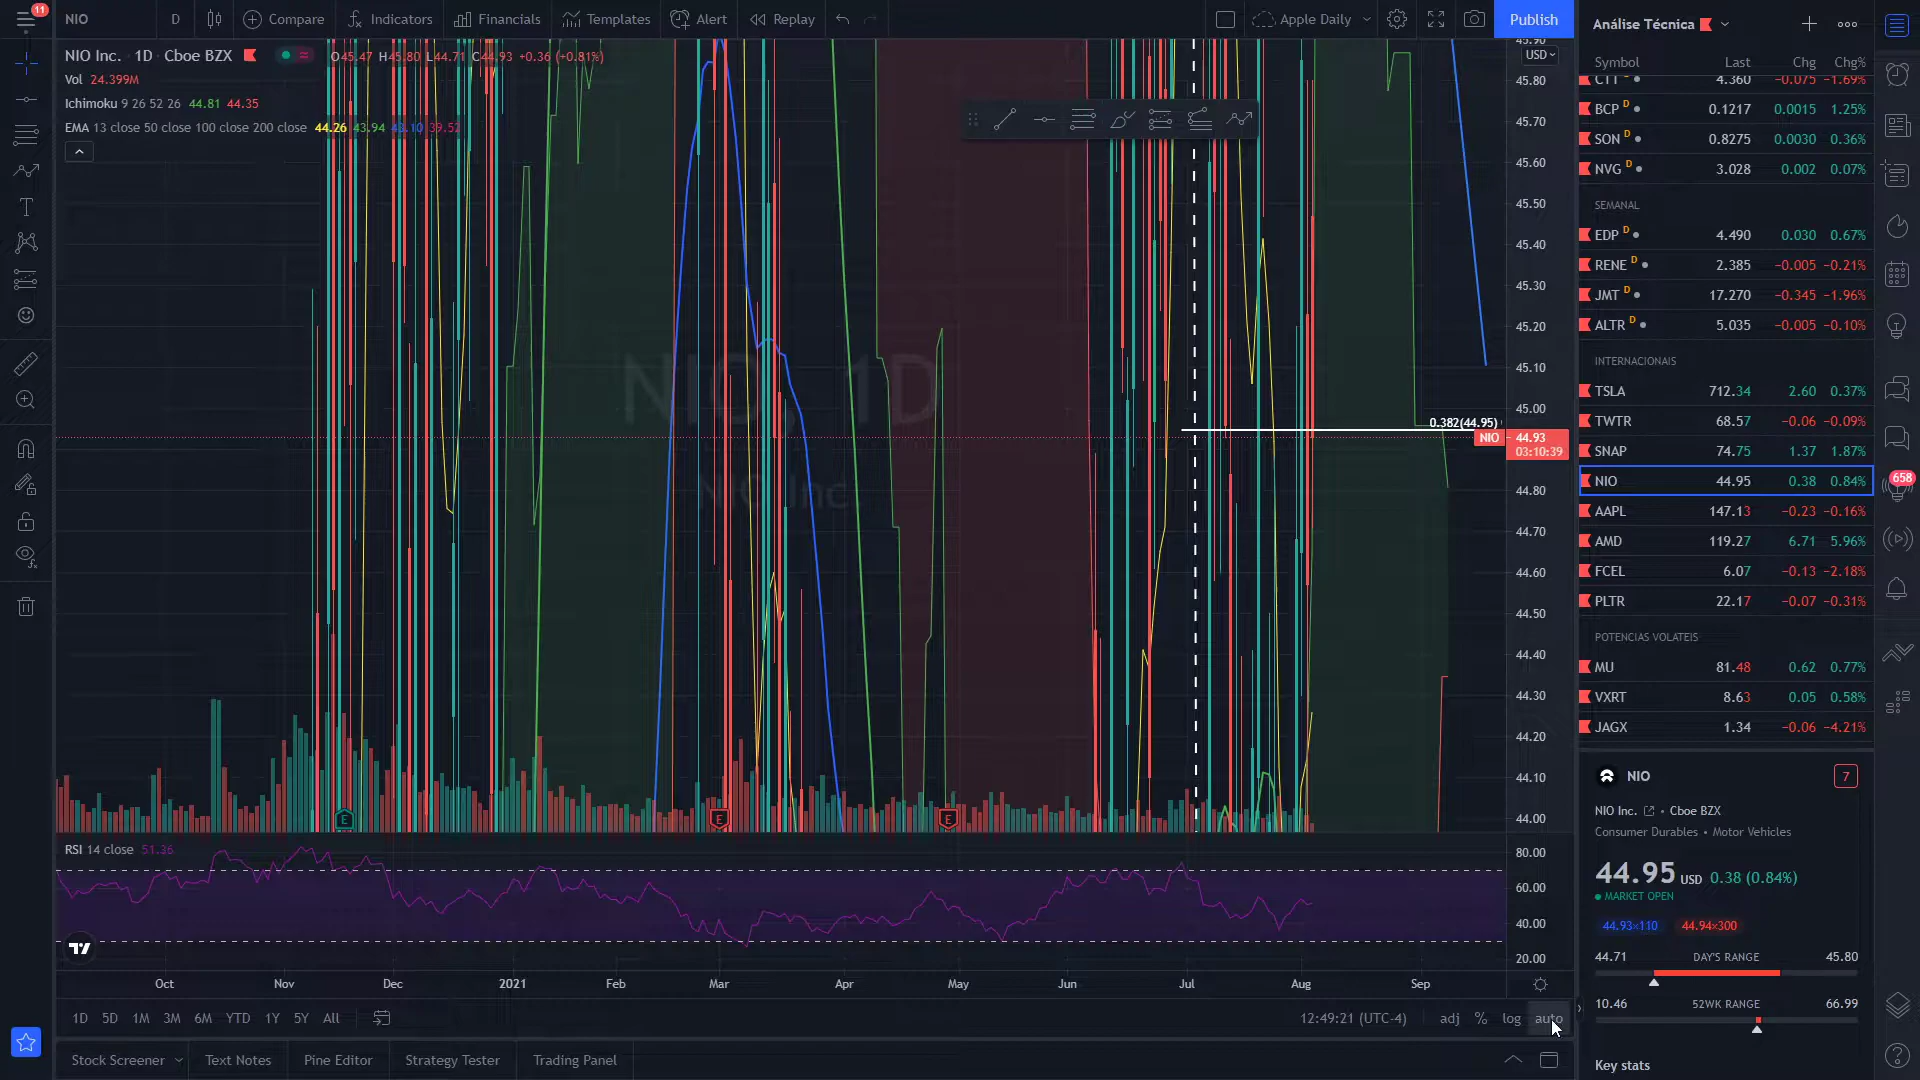 11
NIO
D
Compare
Indicators
Financials
Templates
Alert
Replay
Apple Daily
Publish
NIO Inc. 1D Cboe BZX O45.47 H45.80 L44.71 C44.93 +0.36 (+0.81%)
Vol 24.399M
Ichimoku 9 26 52 26 44.81 44.35
EMA 13 close 50 close 100 close 200 close 44.26 43.94 43.10 39.52
NIO, 1D
NIO Inc
0.382(44.95)
NIO
44.93
03:10:39
USD
45.90
45.80
45.70
45.60
45.50
45.40
45.30
45.20
45.10
45.00
44.80
44.70
44.60
44.50
44.40
44.30
44.20
44.10
44.00
E
E
E
RSI 14 close 51.36
80.00
60.00
40.00
20.00
Oct Nov Dec 2021 Feb Mar Apr May Jun Jul Aug Sep
1D 5D 1M 3M 6M YTD 1Y 5Y All
12:49:21 (UTC-4) adj % log auto
Stock Screener Text Notes Pine Editor Strategy Tester Trading Panel
Análise Técnica
Symbol Last Chg Chg%
CTT D 4.360 −0.075 −1.69%
BCP D 0.1217 0.0015 1.25%
SON D 0.8275 0.0030 0.36%
NVG D 3.028 0.002 0.07%
SEMANAL
EDP D 4.490 0.030 0.67%
RENE D 2.385 −0.005 −0.21%
JMT D 17.270 −0.345 −1.96%
ALTR D 5.035 −0.005 −0.10%
INTERNACIONAIS
TSLA 712.34 2.60 0.37%
TWTR 68.57 −0.06 −0.09%
SNAP 74.75 1.37 1.87%
NIO 44.95 0.38 0.84%
AAPL 147.13 −0.23 −0.16%
AMD 119.27 6.71 5.96%
FCEL 6.07 −0.13 −2.18%
PLTR 22.17 −0.07 −0.31%
POTENCIAS VOLATEIS
MU 81.48 0.62 0.77%
VXRT 8.63 0.05 0.58%
JAGX 1.34 −0.06 −4.21%
NIO
7
NIO Inc. • Cboe BZX
Consumer Durables • Motor Vehicles
44.95 USD 0.38 (0.84%)
MARKET OPEN
44.93×110 44.94×300
44.71 DAY'S RANGE 45.80
10.46 52WK RANGE 66.99
Key stats
658